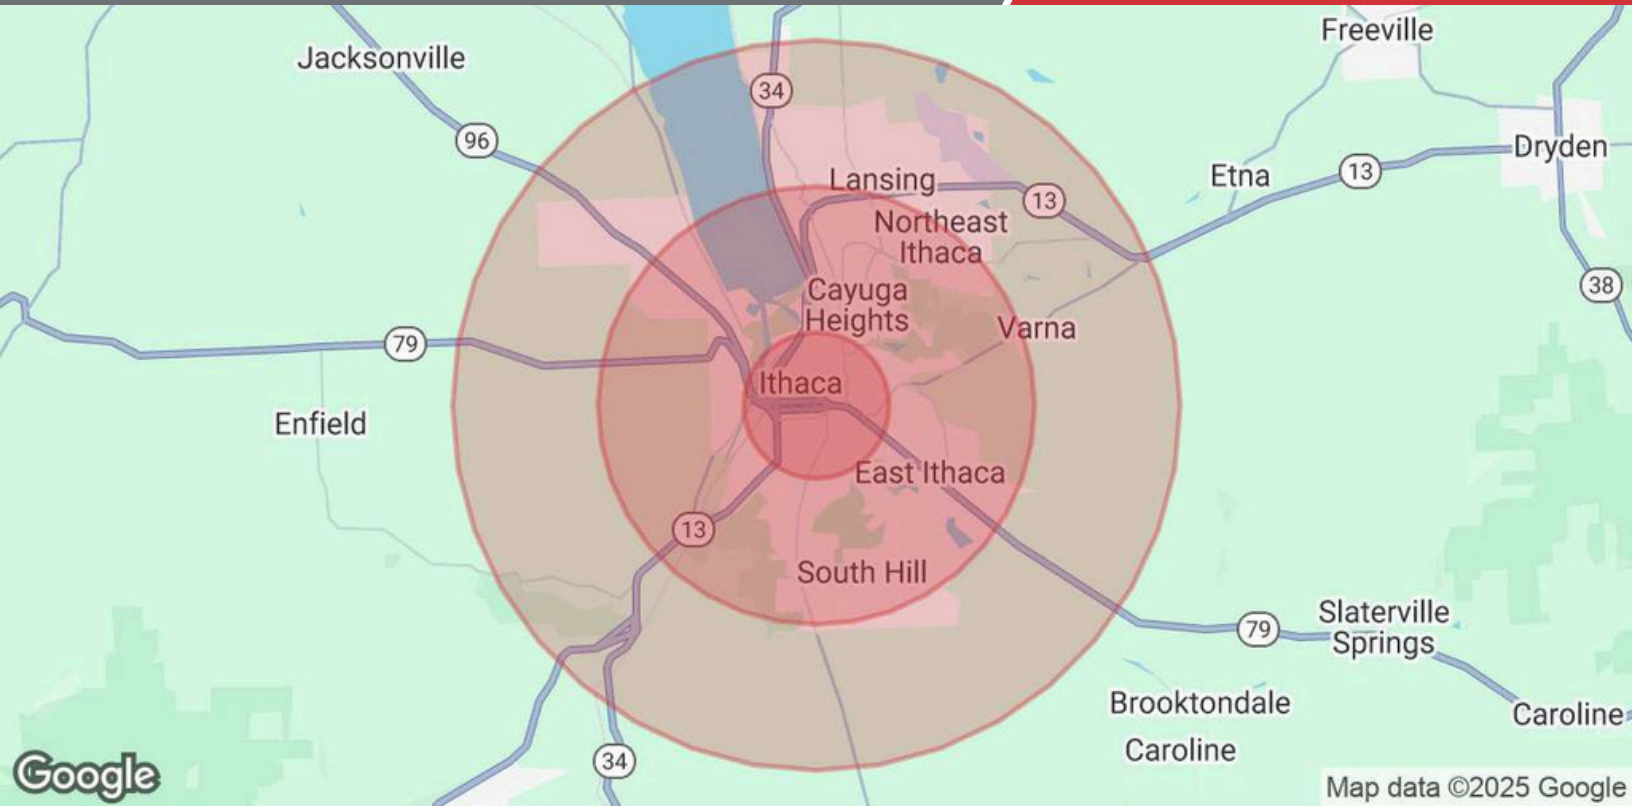 Freeville
Jacksonville
34
96
Dryden
Etna
13
Lansing
13
Northeast
Ithaca
38
Cayuga
Heights
Varna
79
Ithaca
Enfield
East Ithaca
13
South Hill
Slaterville
Springs
79
Brooktondale
Caroline
Caroline
34
Google
Map data ©2025 Google